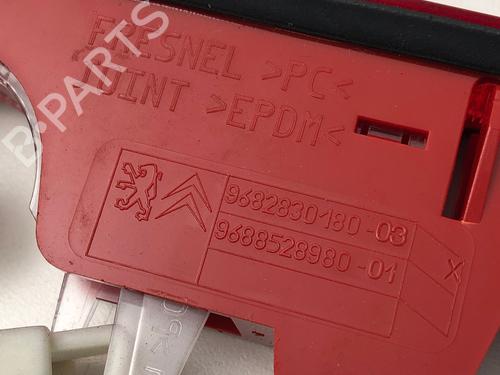 FRESNEL >PC<
JOINT >EPDM<
9682830180-03
9688528980-01
X
B-PARTS